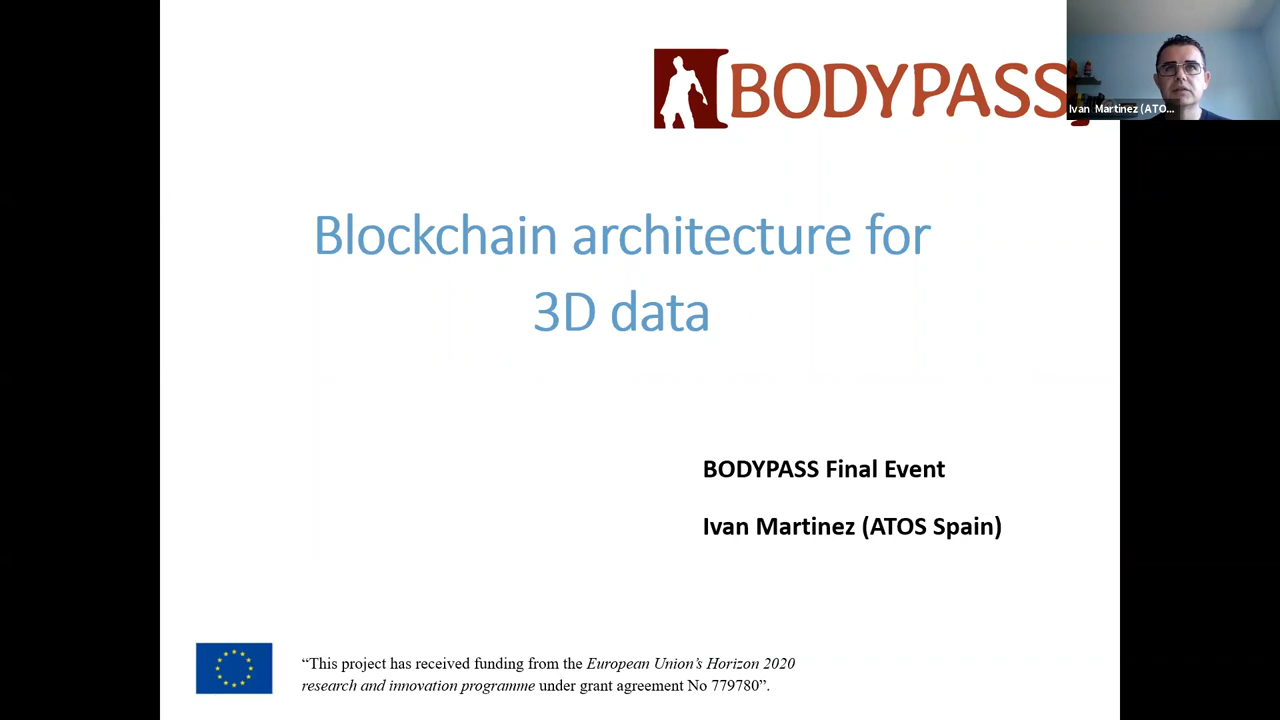 BODYPASS
Ivan Martinez (ATO...
Blockchain architecture for
3D data
BODYPASS Final Event
Ivan Martinez (ATOS Spain)
“This project has received funding from the European Union’s Horizon 2020
research and innovation programme under grant agreement No 779780”.